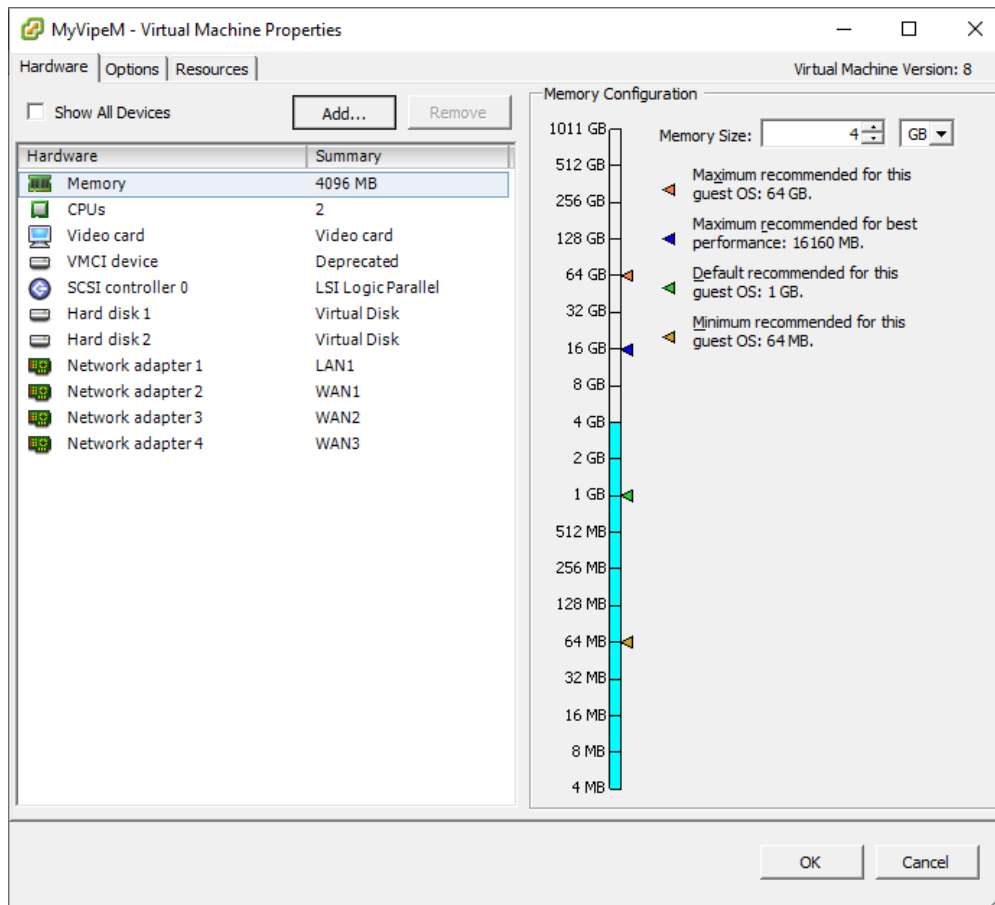 MyVipeM - Virtual Machine Properties
Hardware Options Resources
Virtual Machine Version: 8
Show All Devices
Add...
Remove
Hardware Summary
Memory 4096 MB
CPUs 2
Video card Video card
VMCI device Deprecated
SCSI controller 0 LSI Logic Parallel
Hard disk 1 Virtual Disk
Hard disk 2 Virtual Disk
Network adapter 1 LAN1
Network adapter 2 WAN1
Network adapter 3 WAN2
Network adapter 4 WAN3
Memory Configuration
1011 GB
512 GB
256 GB
128 GB
64 GB
32 GB
16 GB
8 GB
4 GB
2 GB
1 GB
512 MB
256 MB
128 MB
64 MB
32 MB
16 MB
8 MB
4 MB
Memory Size: 4 GB
Maximum recommended for this
guest OS: 64 GB.
Maximum recommended for best
performance: 16160 MB.
Default recommended for this
guest OS: 1 GB.
Minimum recommended for this
guest OS: 64 MB.
OK
Cancel